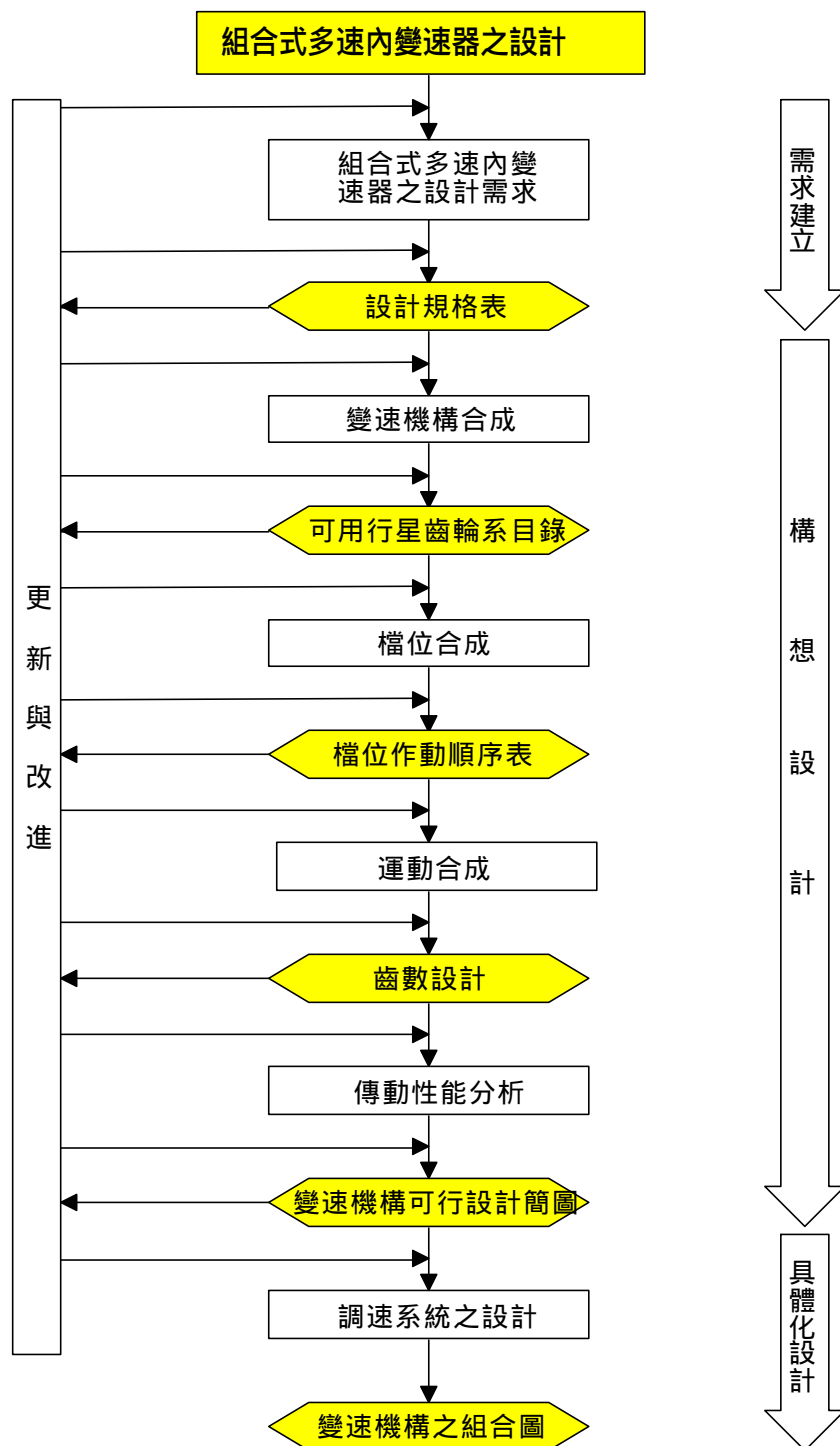 組合式多速內變速器之設計
組合式多速內變
速器之設計需求
設計規格表
變速機構合成
可用行星齒輪系目錄
檔位合成
檔位作動順序表
運動合成
齒數設計
傳動性能分析
變速機構可行設計簡圖
調速系統之設計
變速機構之組合圖
更新與改進
需求建立
構想設計
具體化設計